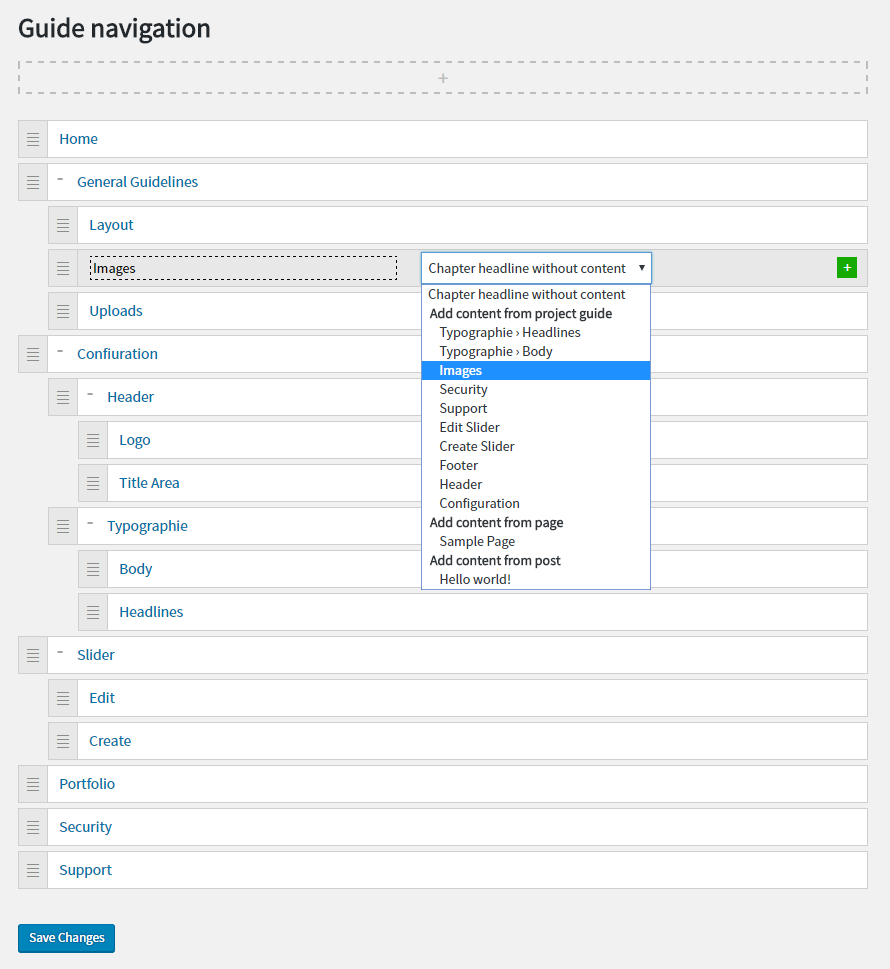 Guide navigation
+
Home
- General Guidelines
Layout
Images
Chapter headline without content
+
Chapter headline without content
Add content from project guide
Typographie › Headlines
Typographie › Body
Images
Security
Support
Edit Slider
Create Slider
Footer
Header
Configuration
Add content from page
Sample Page
Add content from post
Hello world!
Uploads
- Confiuration
- Header
Logo
Title Area
- Typographie
Body
Headlines
- Slider
Edit
Create
Portfolio
Security
Support
Save Changes